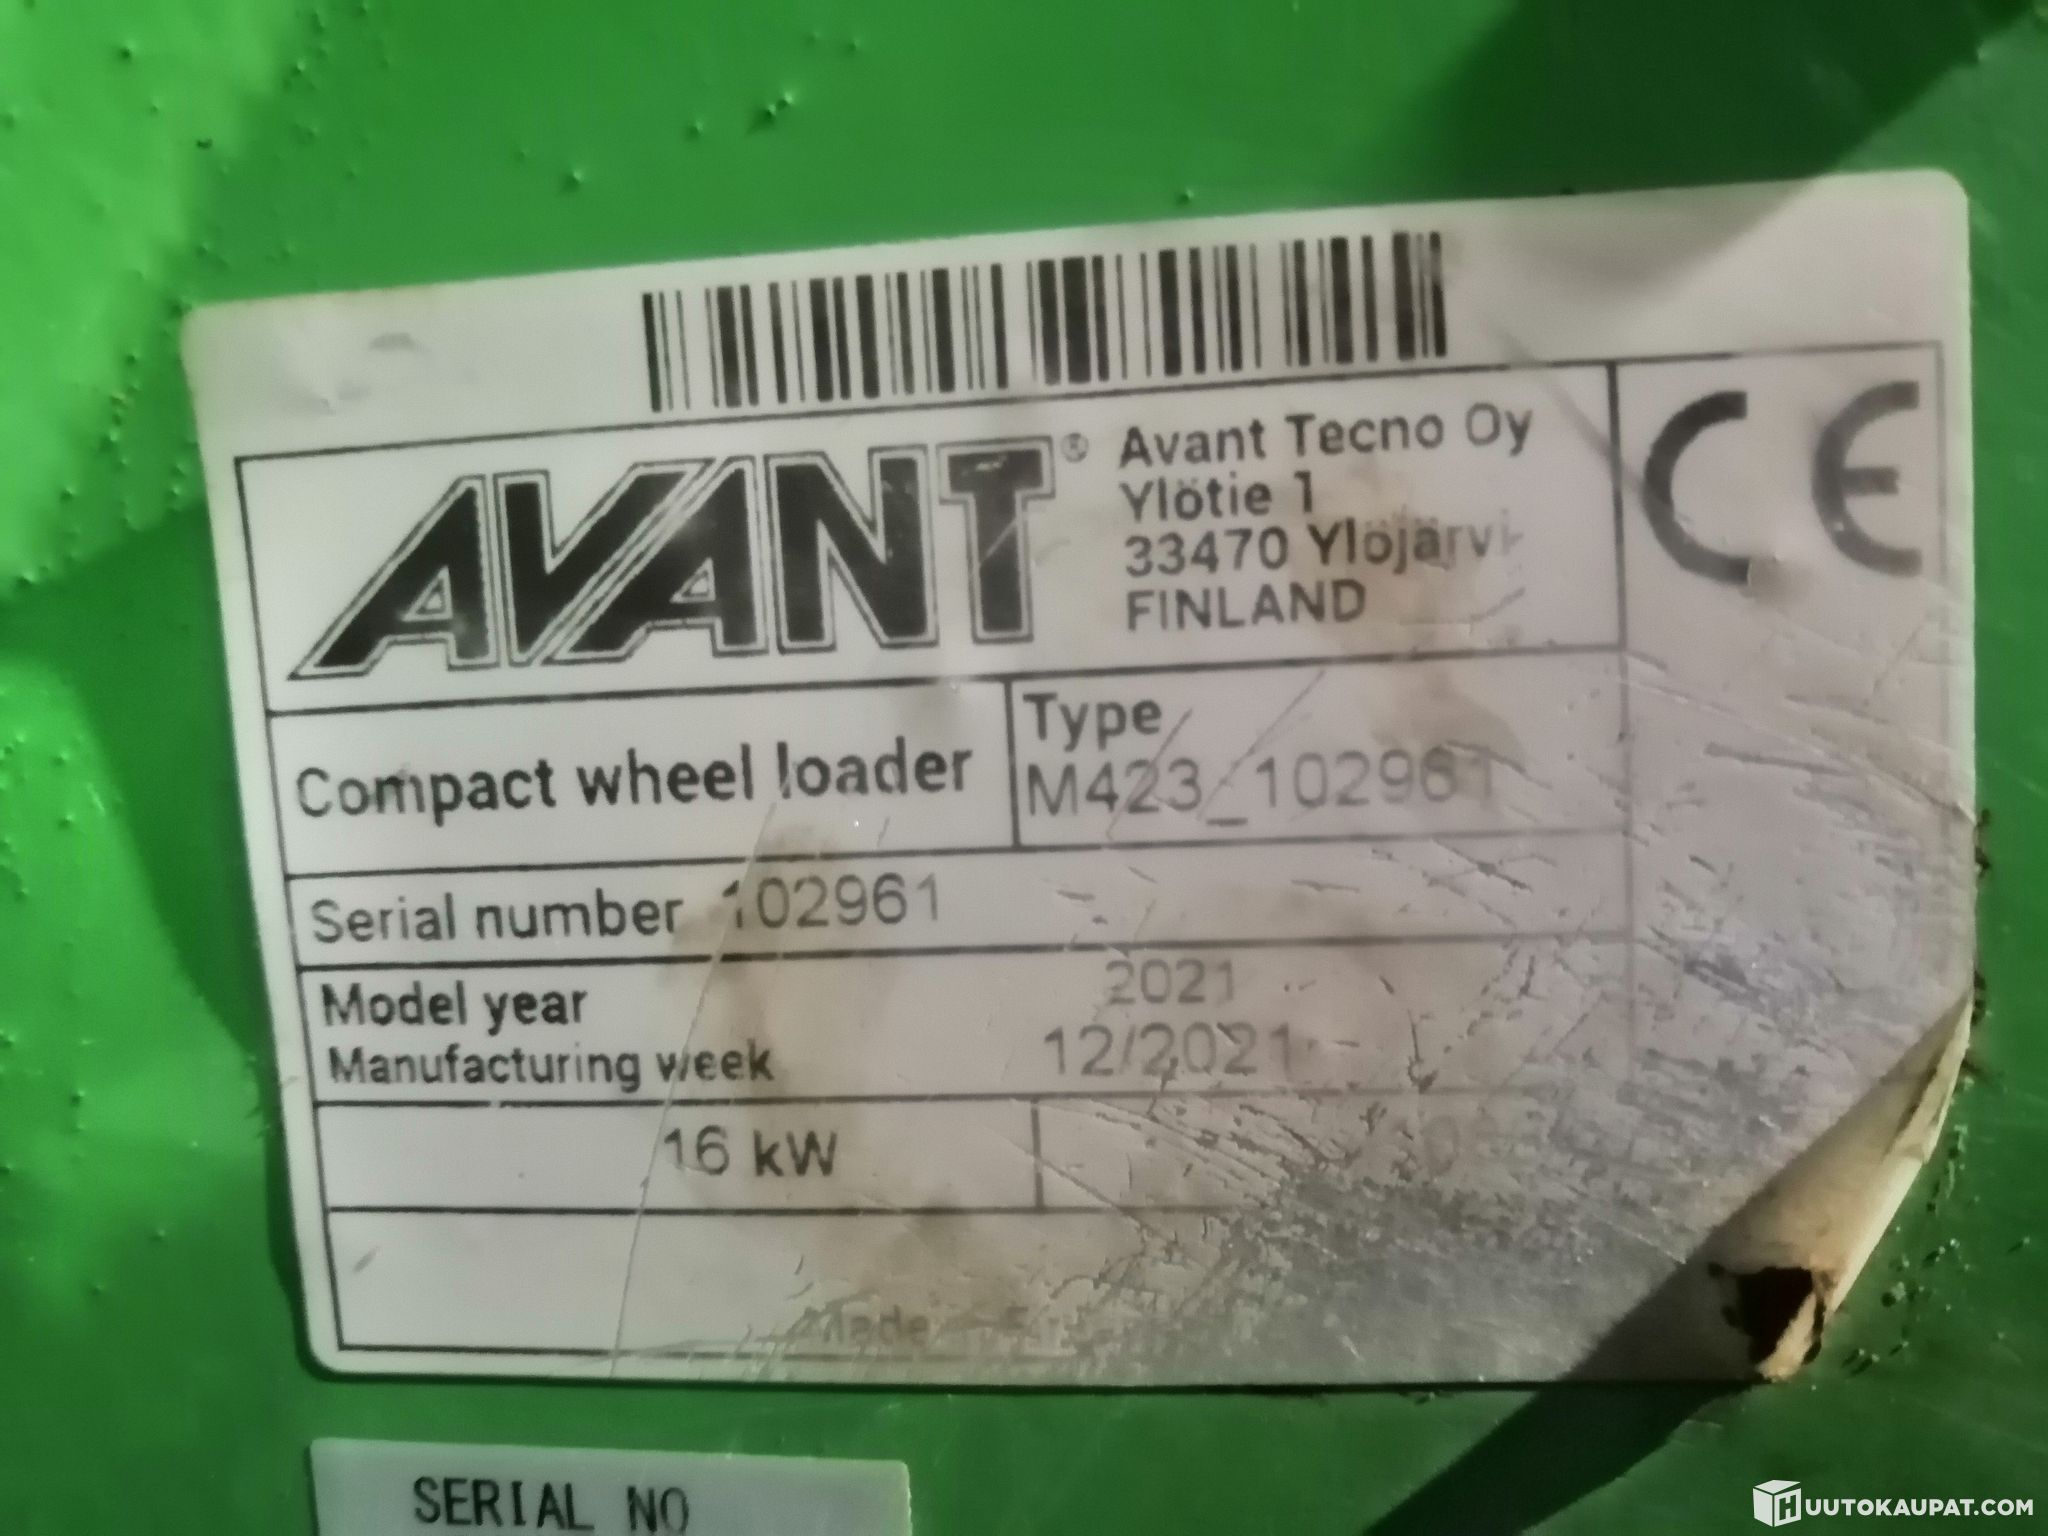 AVANT®
Avant Tecno Oy
Ylötie 1
33470 Ylöjärvi
FINLAND
CE
Compact wheel loader
Type
M423_102961
Serial number 102961
Model year 2021
Manufacturing week 12/2021
16 kW
Made
SERIAL NO
HUUTOKAUPAT.COM